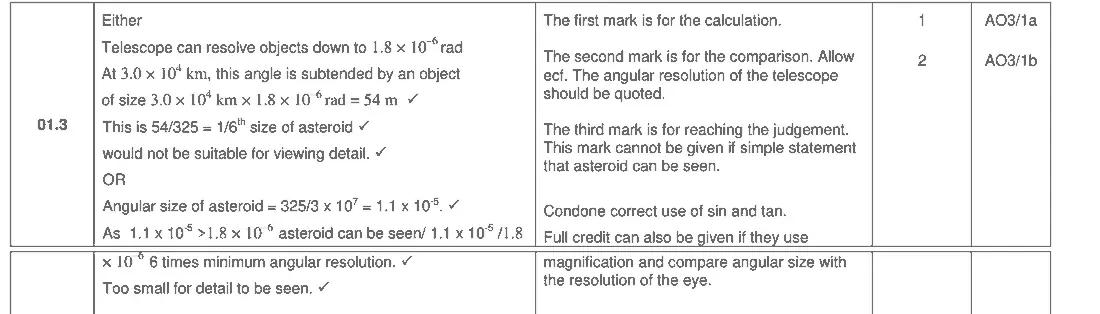 01.3
Either
Telescope can resolve objects down to 1.8 × 10⁻⁶ rad
At 3.0 × 10⁴ km, this angle is subtended by an object
of size 3.0 × 10⁴ km × 1.8 × 10⁻⁶ rad = 54 m ✓
This is 54/325 = 1/6th size of asteroid ✓
would not be suitable for viewing detail. ✓
OR
Angular size of asteroid = 325/3 x 10⁷ = 1.1 x 10⁻⁵. ✓
As 1.1 x 10⁻⁵ >1.8 × 10⁻⁶ asteroid can be seen/ 1.1 x 10⁻⁵ /1.8
× 10⁻⁶ 6 times minimum angular resolution. ✓
Too small for detail to be seen. ✓
The first mark is for the calculation.
The second mark is for the comparison. Allow
ecf. The angular resolution of the telescope
should be quoted.
The third mark is for reaching the judgement.
This mark cannot be given if simple statement
that asteroid can be seen.
Condone correct use of sin and tan.
Full credit can also be given if they use
magnification and compare angular size with
the resolution of the eye.
1
2
AO3/1a
AO3/1b